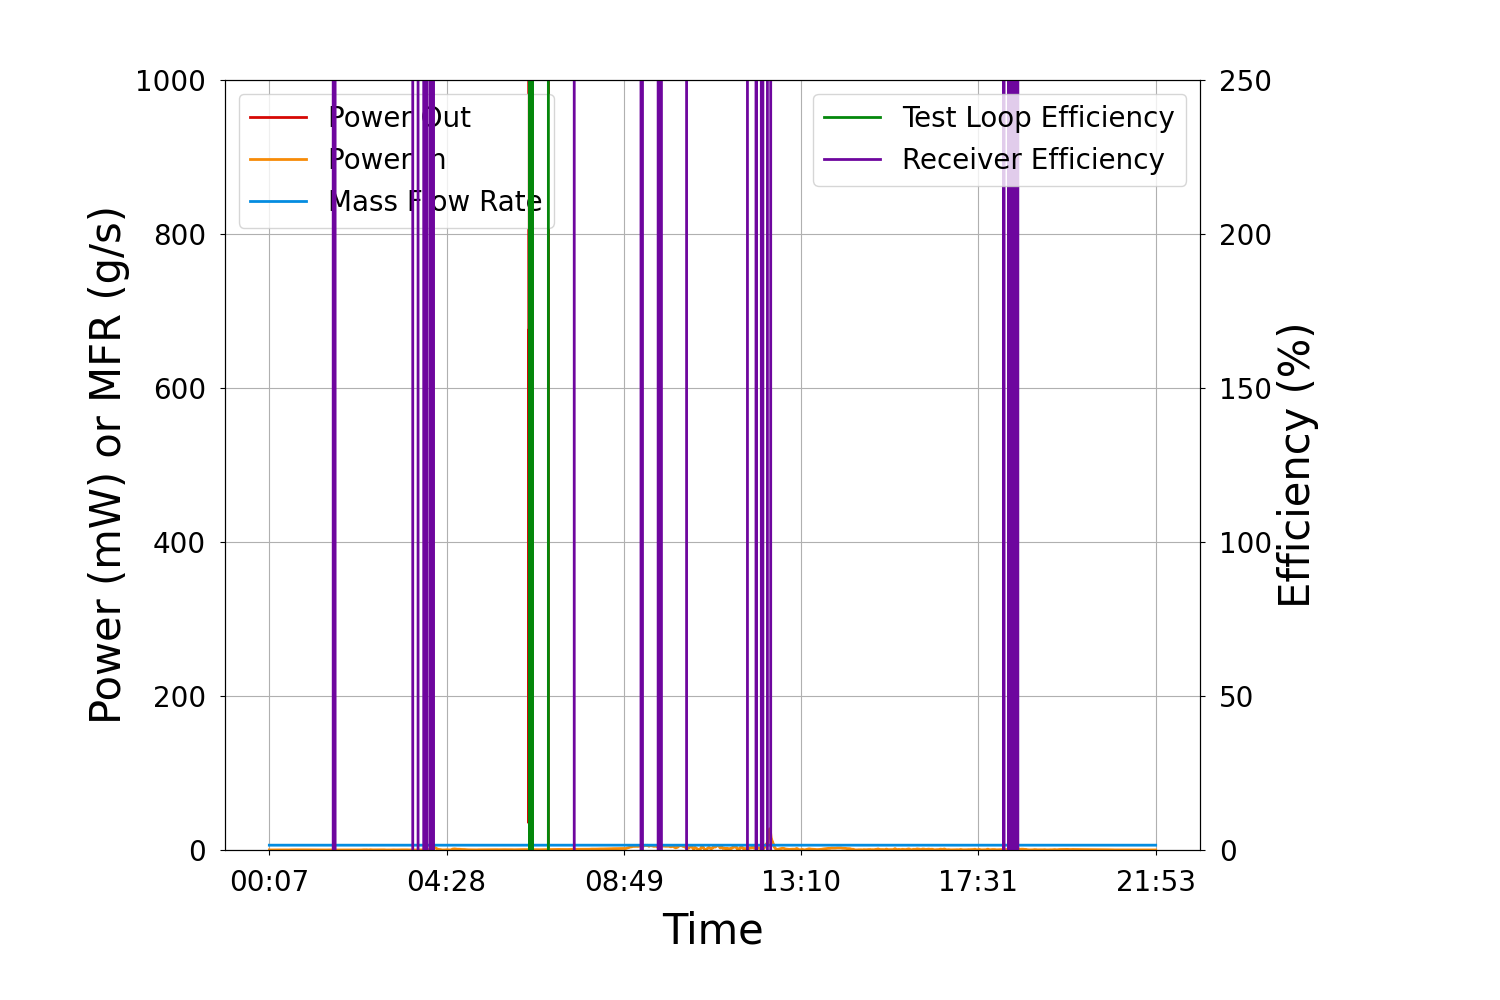 1000
800
600
400
200
0
Power (mW) or MFR (g/s)
Power Out
Power In
Mass Flow Rate
Test Loop Efficiency
Receiver Efficiency
250
200
150
100
50
0
Efficiency (%)
00:07 04:28 08:49 13:10 17:31 21:53
Time